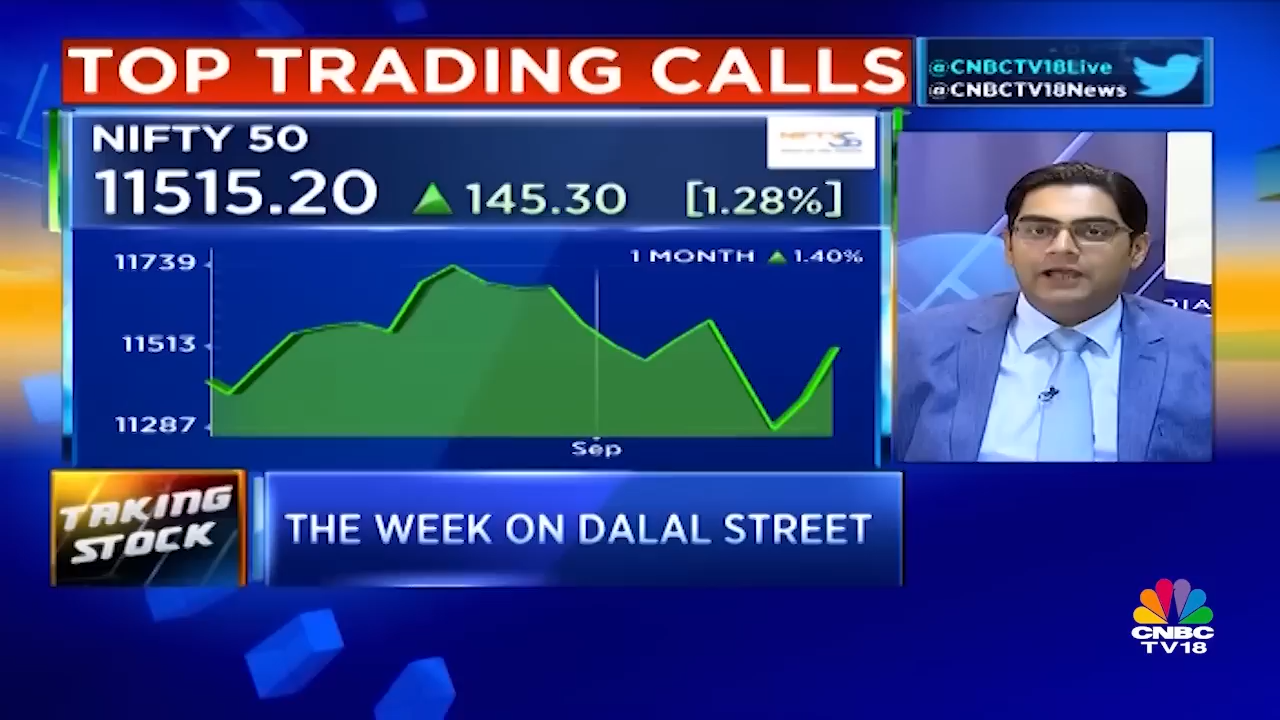 TOP TRADING CALLS
@CNBCTV18Live
@CNBCTV18News
NIFTY 50
11515.20 ▲ 145.30 [1.28%]
1 MONTH ▲ 1.40%
11739
11513
11287
Sep
TAKING
STOCK
THE WEEK ON DALAL STREET
CNBC
TV18